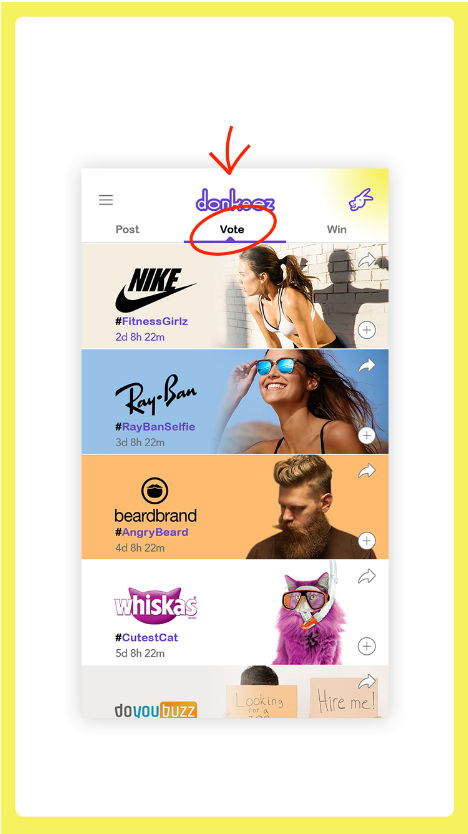 donkeez
Post Vote Win
NIKE
#FitnessGirlz
2d 8h 22m
Ray-Ban
#RayBanSelfie
3d 8h 22m
beardbrand
#AngryBeard
4d 8h 22m
whiskas
#CutestCat
5d 8h 22m
doyoubuzz
Looking
for a
Hire me!